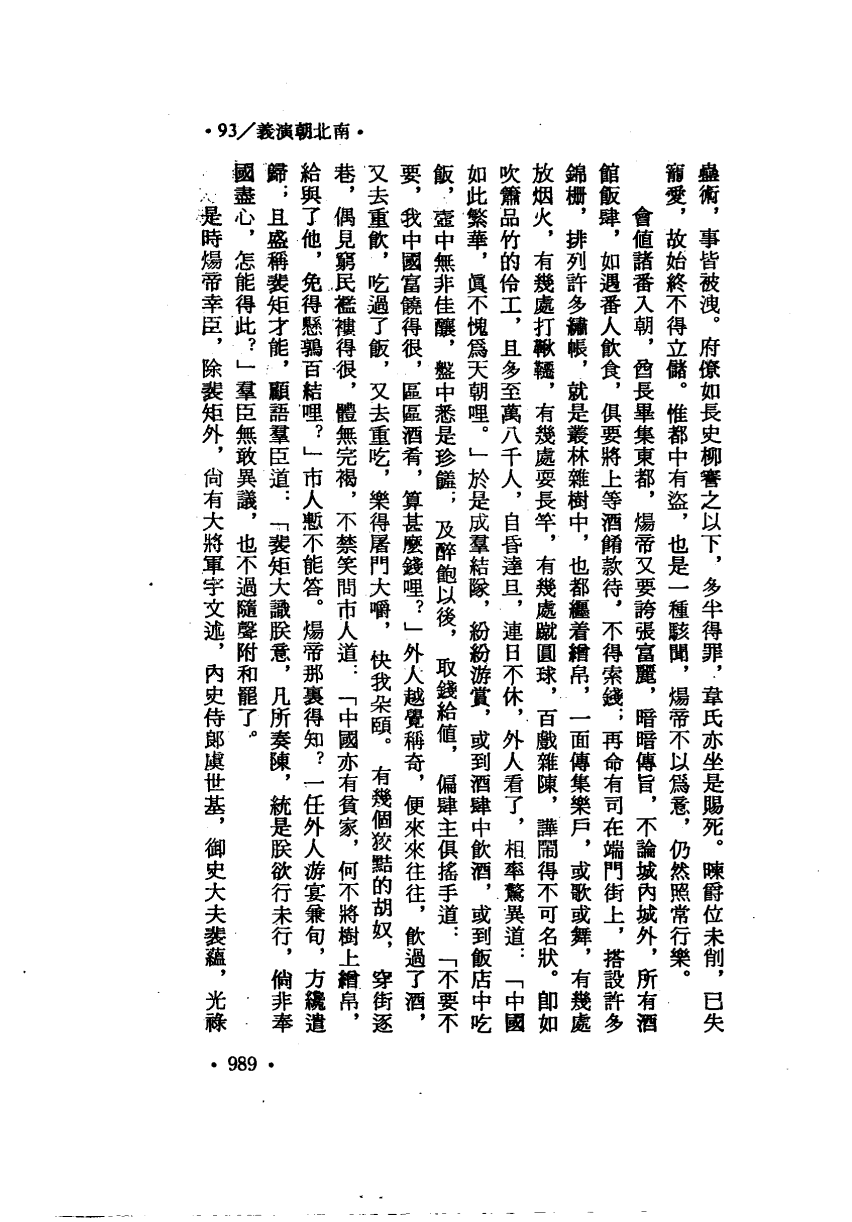 •93/義演朝北南•
蠱術，事皆被洩。府僚如長史柳謇之以下，多半得罪，韋氏亦坐是賜死。暕爵位未削，已失
寵愛，故始終不得立儲。惟都中有盜，也是一種駭聞，煬帝不以爲意，仍然照常行樂。
會値諸番入朝，酋長畢集東都，煬帝又要誇張富麗，暗暗傳旨，不論城內城外，所有酒
館飯肆，如遇番人飲食，俱要將上等酒餚款待，不得索錢；再命有司在端門街上，搭設許多
錦棚，排列許多繡帳，就是叢林雜樹中，也都纏着繒帛，一面傳集樂戶，或歌或舞，有幾處
放烟火，有幾處打鞦韆，有幾處耍長竿，有幾處蹴圓球，百戲雜陳，譁鬧得不可名狀。卽如
吹簫品竹的伶工，且多至萬八千人，自昏達旦，連日不休，外人看了，相率驚異道：「中國
如此繁華，眞不愧爲天朝哩。」於是成羣結隊，紛紛游賞，或到酒肆中飲酒，或到飯店中吃
飯，壺中無非佳釀，盤中悉是珍饈；及醉飽以後，取錢給値，偏肆主俱搖手道：「不要不
要，我中國富饒得很，區區酒肴，算甚麼錢哩？」外人越覺稱奇，便來來往往，飲過了酒，
又去重飲，吃過了飯，又去重吃，樂得屠門大嚼，快我朵頤。有幾個狡黠的胡奴，穿街逐
巷，偶見窮民襤褸得很，體無完褐，不禁笑問市人道：「中國亦有貧家，何不將樹上繒帛，
給與了他，免得懸鶉百結哩？」市人慙不能答。煬帝那裏得知？一任外人游宴兼旬，方纔遣
歸；且盛稱裴矩才能，顧語羣臣道：「裴矩大識朕意，凡所奏陳，統是朕欲行未行，倘非奉
國盡心，怎能得此？」羣臣無敢異議，也不過隨聲附和罷了。
是時煬帝幸臣，除裴矩外，尙有大將軍宇文述，內史侍郞虞世基，御史大夫裴蘊，光祿
•989•